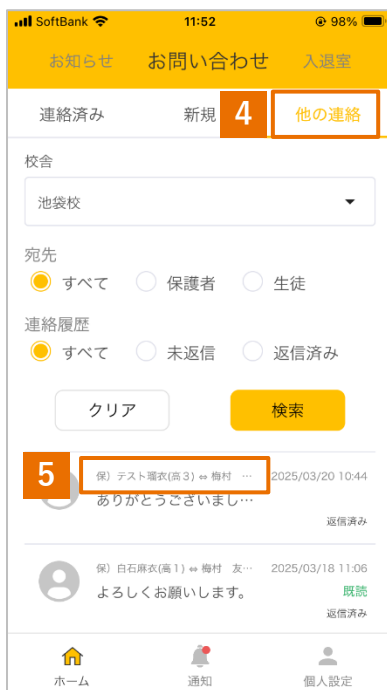 SoftBank 11:52 98%
お知らせ お問い合わせ 入退室
連絡済み 新規 4 他の連絡
校舎
池袋校
宛先
すべて 保護者 生徒
連絡履歴
すべて 未返信 返信済み
クリア 検索
5 保）テスト瑠衣(高３) ⇔ 梅村 … 2025/03/20 10:44
ありがとうございまし…
返信済み
保）白石麻衣(高１) ⇔ 梅村 友… 2025/03/18 11:06
よろしくお願いします。 既読
返信済み
ホーム 通知 個人設定